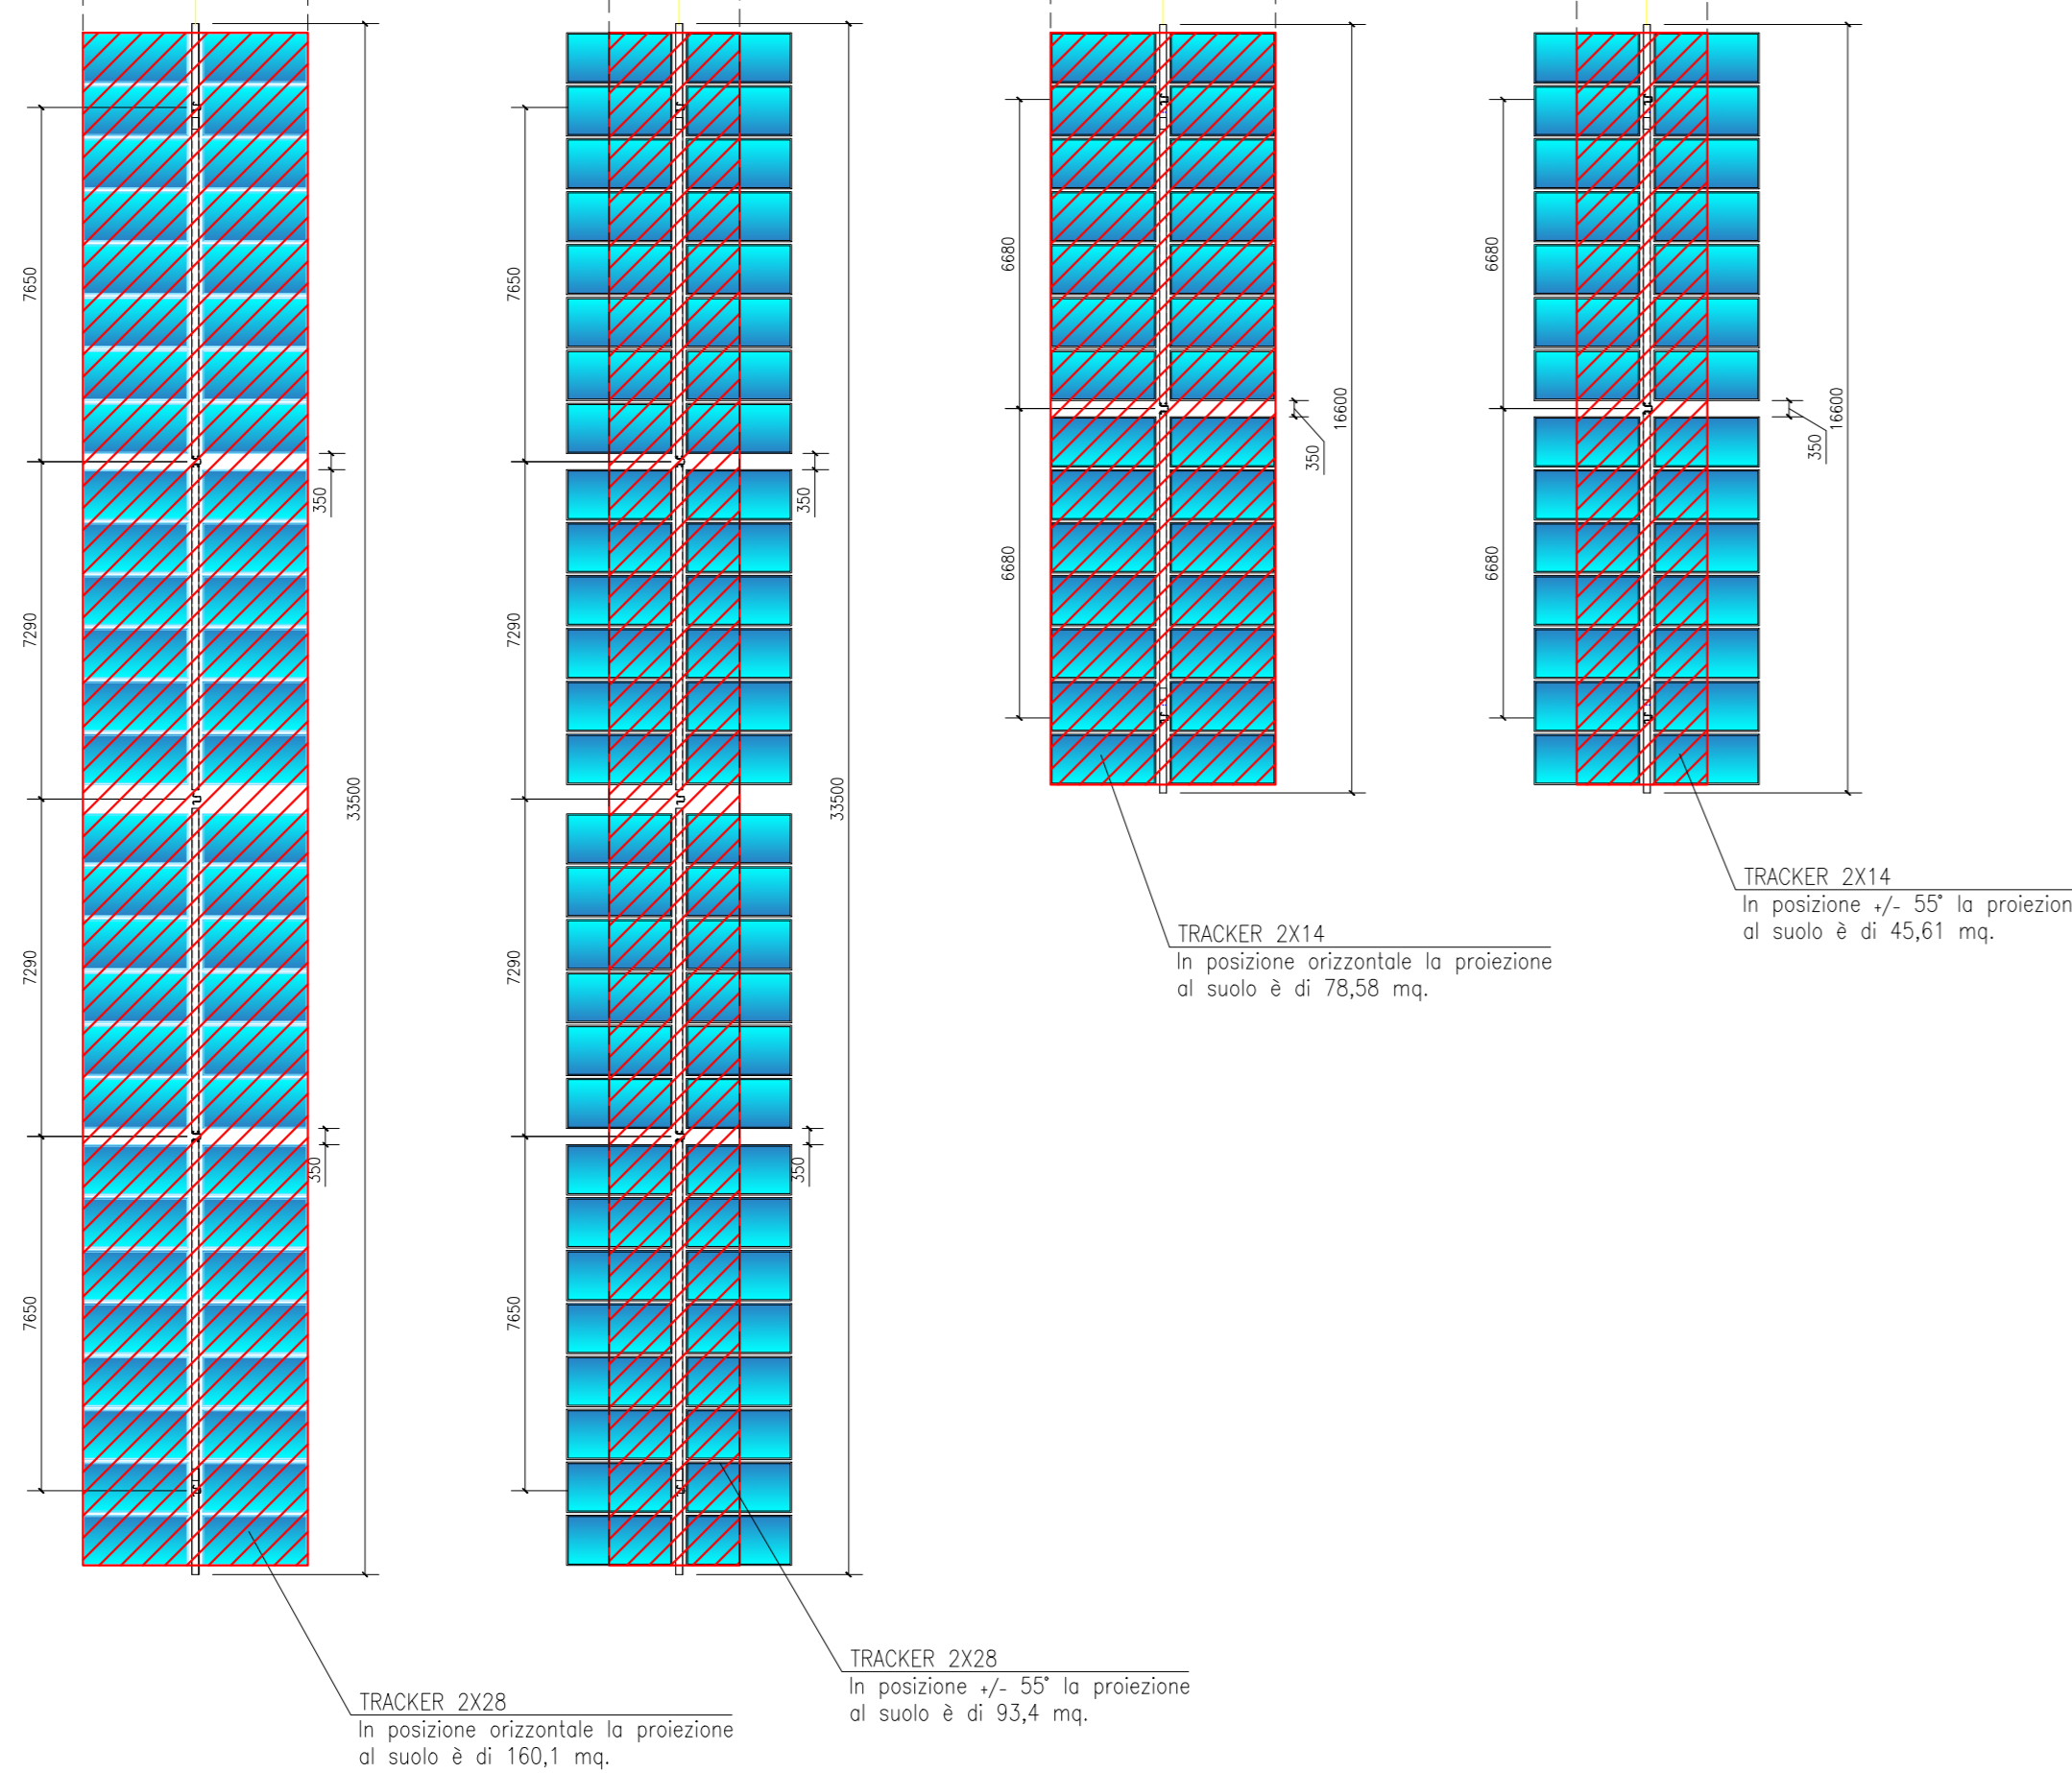 7650
7290
7290
7650
350
350
33500
TRACKER 2X28
In posizione orizzontale la proiezione
al suolo è di 160,1 mq.
7650
7290
7290
7650
350
350
33500
TRACKER 2X28
In posizione +/- 55° la proiezione
al suolo è di 93,4 mq.
6680
6680
350
16600
TRACKER 2X14
In posizione orizzontale la proiezione
al suolo è di 78,58 mq.
6680
6680
350
16600
TRACKER 2X14
In posizione +/- 55° la proiezion
al suolo è di 45,61 mq.